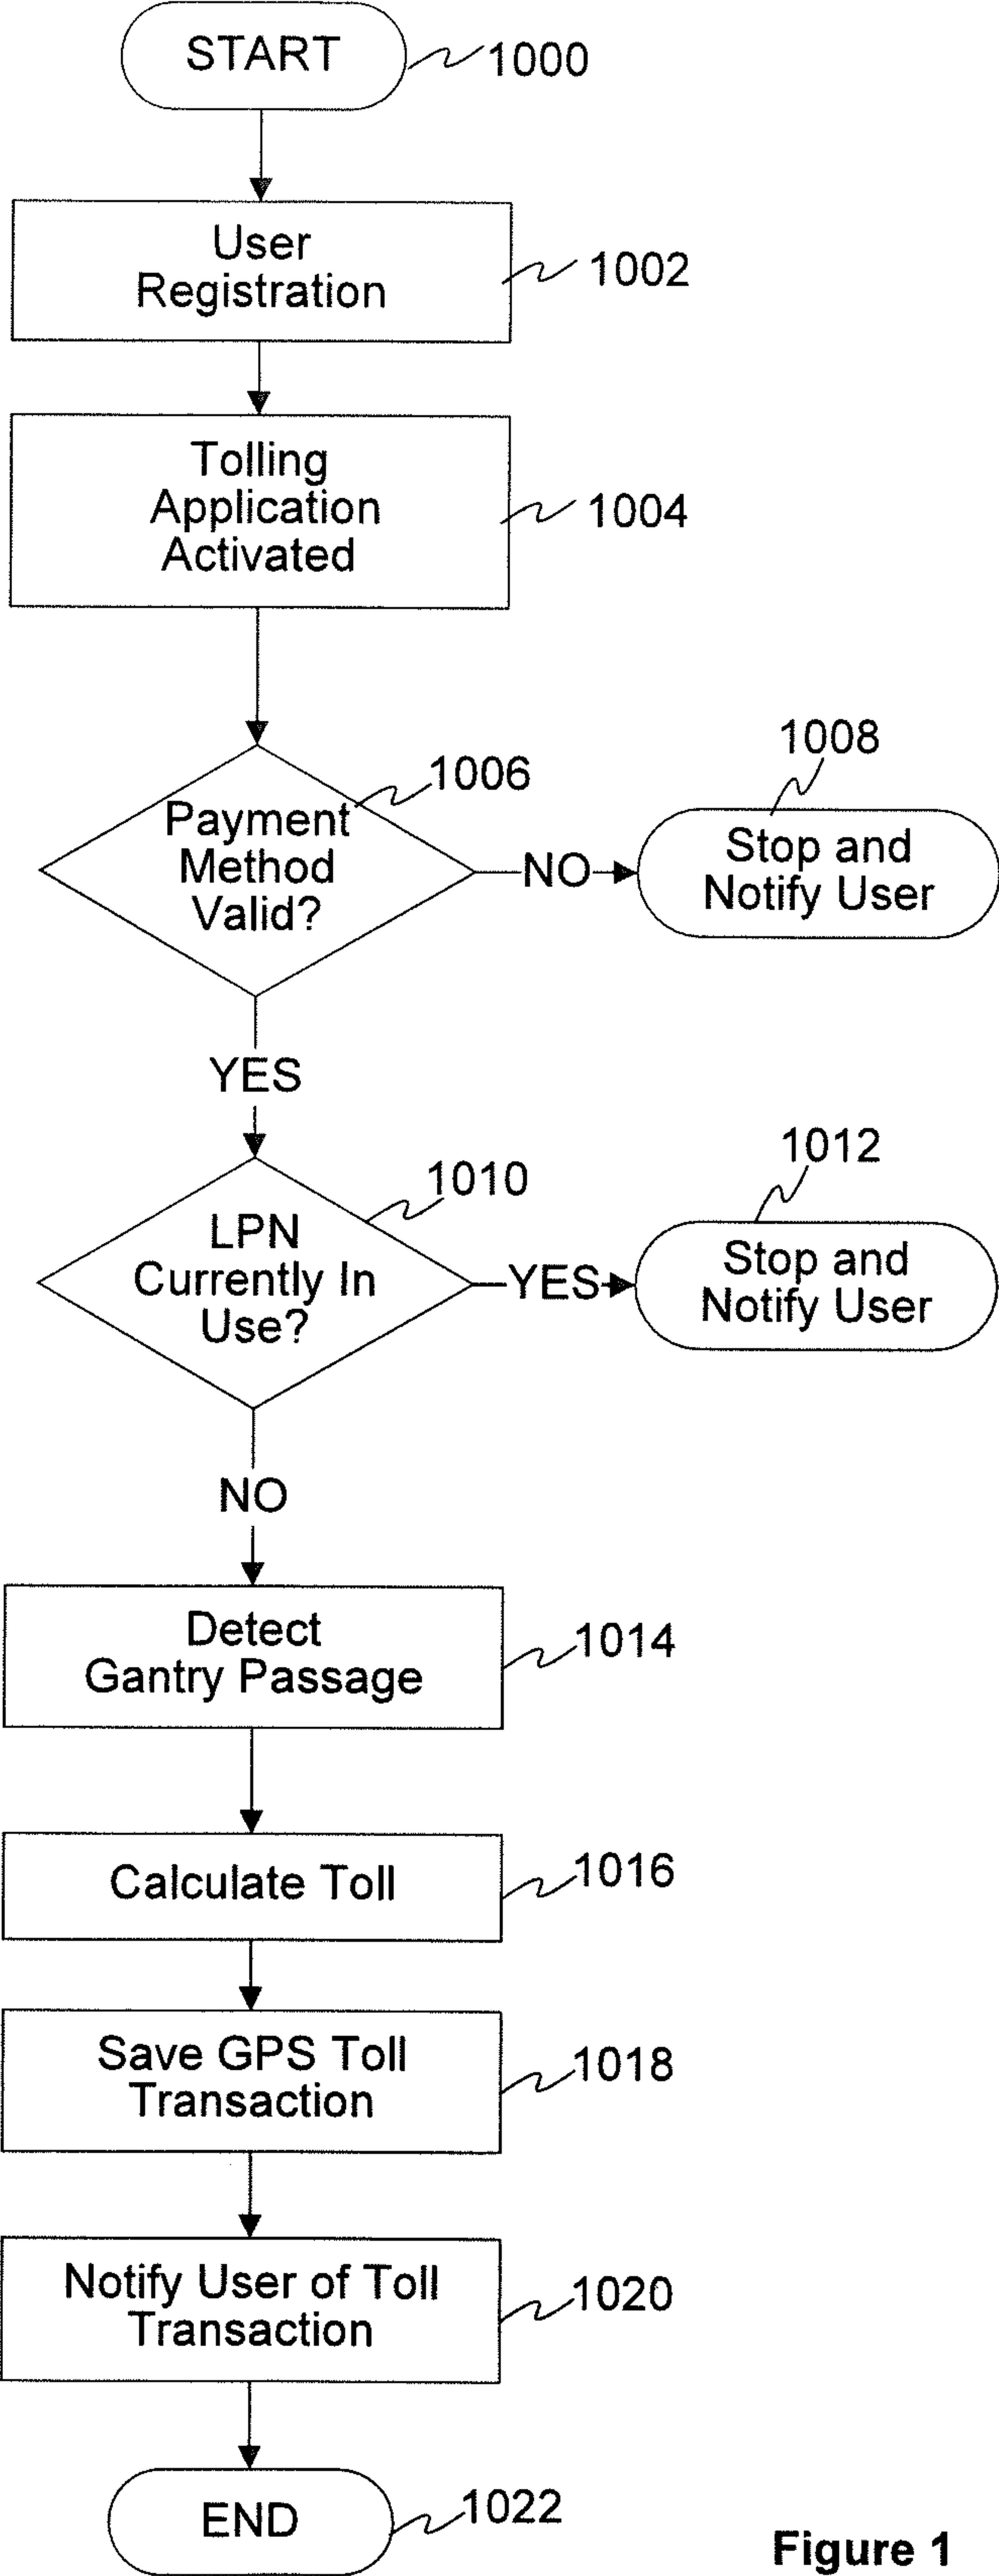 START
1000
User
Registration
1002
Tolling
Application
Activated
1004
1006
Payment
Method
Valid?
NO
1008
Stop and
Notify User
YES
1010
LPN
Currently In
Use?
YES
1012
Stop and
Notify User
NO
Detect
Gantry Passage
1014
Calculate Toll
1016
Save GPS Toll
Transaction
1018
Notify User of Toll
Transaction
1020
END
1022
Figure 1